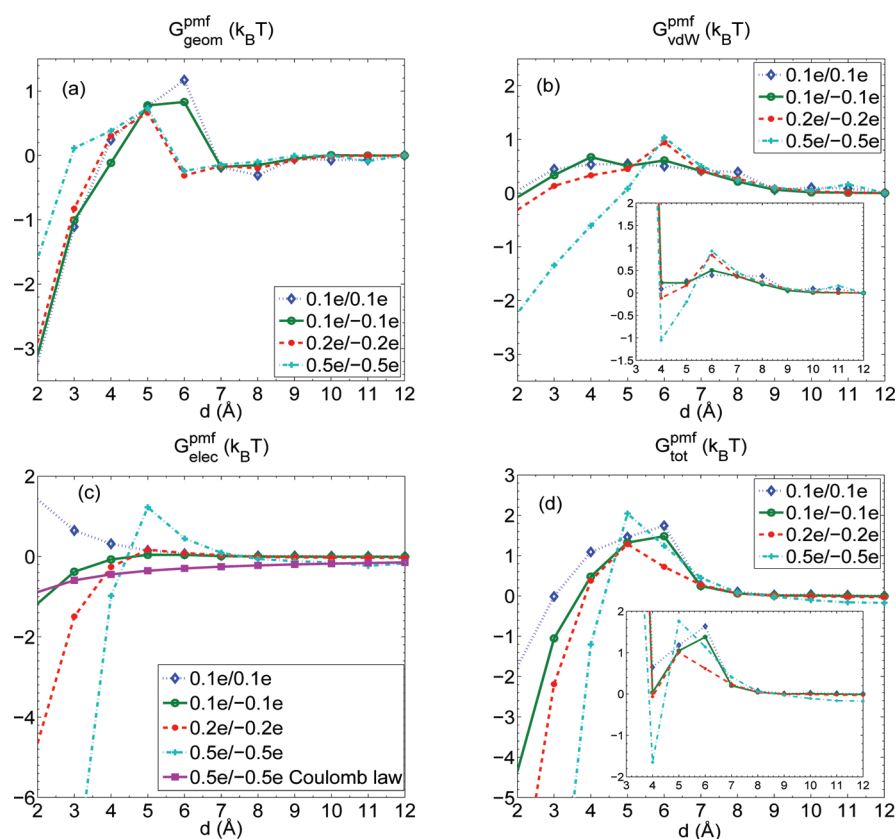 G^pmf_geom (k_BT)
(a)
1
0
−1
−2
−3
0.1e/0.1e
0.1e/−0.1e
0.2e/−0.2e
0.5e/−0.5e
2 3 4 5 6 7 8 9 10 11 12
d (Å)
G^pmf_vdW (k_BT)
(b)
2
1
0
−1
−2
−3
0.1e/0.1e
0.1e/−0.1e
0.2e/−0.2e
0.5e/−0.5e
2
1.5
1
0.5
0
−0.5
−1
−1.5
3 4 5 6 7 8 9 10 11 12
2 3 4 5 6 7 8 9 10 11 12
d (Å)
G^pmf_elec (k_BT)
(c)
2
0
−2
−4
−6
0.1e/0.1e
0.1e/−0.1e
0.2e/−0.2e
0.5e/−0.5e
0.5e/−0.5e Coulomb law
2 3 4 5 6 7 8 9 10 11 12
d (Å)
G^pmf_tot (k_BT)
(d)
3
2
1
0
−1
−2
−3
−4
−5
0.1e/0.1e
0.1e/−0.1e
0.2e/−0.2e
0.5e/−0.5e
2
1
0
−1
−2
3 4 5 6 7 8 9 10 11 12
2 3 4 5 6 7 8 9 10 11 12
d (Å)